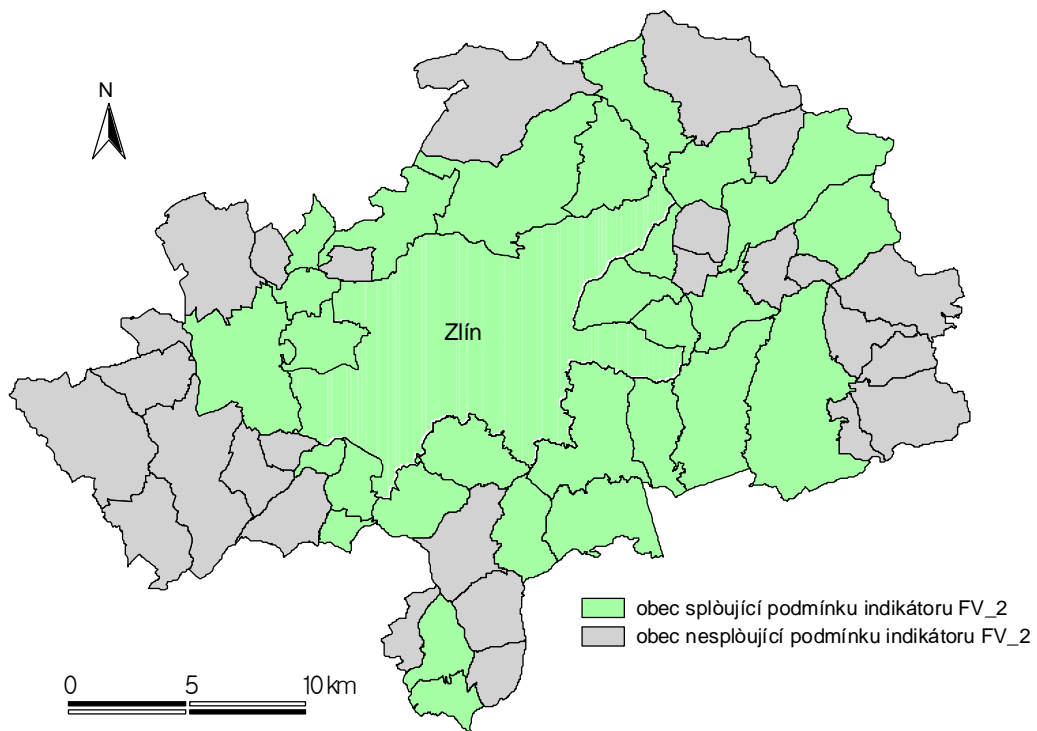 N
Zlín
obec splòující podmínku indikátoru FV_2
obec nesplòující podmínku indikátoru FV_2
0 5 10 km